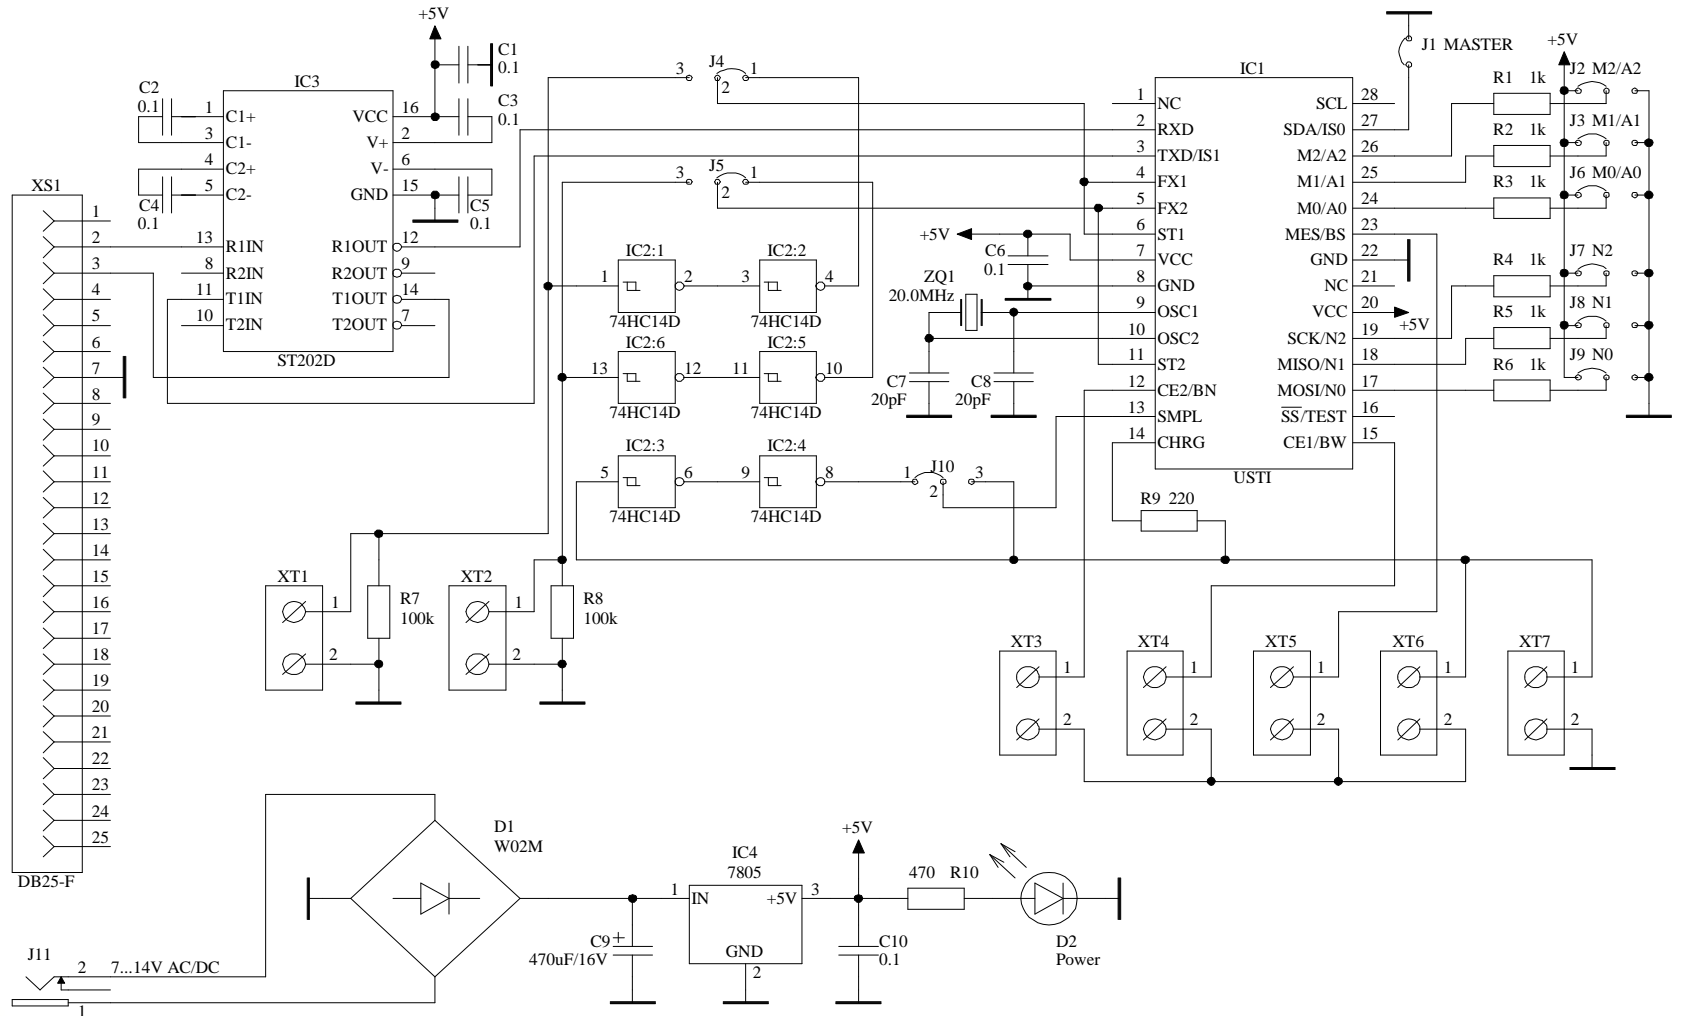 +5V
C1
0.1
IC3
C2
0.1
1 C1+
3 C1-
4 C2+
5 C2-
C4
0.1
13 R1IN
8 R2IN
11 T1IN
10 T2IN
VCC 16
V+ 2
V- 6
GND 15
R1OUT 12
R2OUT 9
T1OUT 14
T2OUT 7
ST202D
C3
0.1
C5
0.1
XS1
1
2
3
4
5
6
7
8
9
10
11
12
13
14
15
16
17
18
19
20
21
22
23
24
25
DB25-F
J4
3
2
1
J5
3
2
1
IC2:1
1
2
74HC14D
IC2:2
3
4
74HC14D
IC2:6
13
12
74HC14D
IC2:5
11
10
74HC14D
IC2:3
5
6
74HC14D
IC2:4
9
8
74HC14D
J10
1
2
3
+5V
C6
0.1
ZQ1
20.0MHz
C7
20pF
C8
20pF
IC1
1 NC
2 RXD
3 TXD/IS1
4 FX1
5 FX2
6 ST1
7 VCC
8 GND
9 OSC1
10 OSC2
11 ST2
12 CE2/BN
13 SMPL
14 CHRG
SCL 28
SDA/IS0 27
M2/A2 26
M1/A1 25
M0/A0 24
MES/BS 23
GND 22
NC 21
VCC 20
SCK/N2 19
MISO/N1 18
MOSI/N0 17
SS/TEST 16
CE1/BW 15
USTI
+5V
J1 MASTER
+5V
R1 1k
J2 M2/A2
R2 1k
J3 M1/A1
R3 1k
J6 M0/A0
R4 1k
J7 N2
R5 1k
J8 N1
R6 1k
J9 N0
R9 220
XT1
1
2
R7
100k
XT2
1
2
R8
100k
XT3
1
2
XT4
1
2
XT5
1
2
XT6
1
2
XT7
1
2
J11
2
7...14V AC/DC
1
D1
W02M
C9 +
470uF/16V
IC4
7805
1
IN
+5V
3
GND
2
+5V
C10
0.1
470 R10
D2
Power